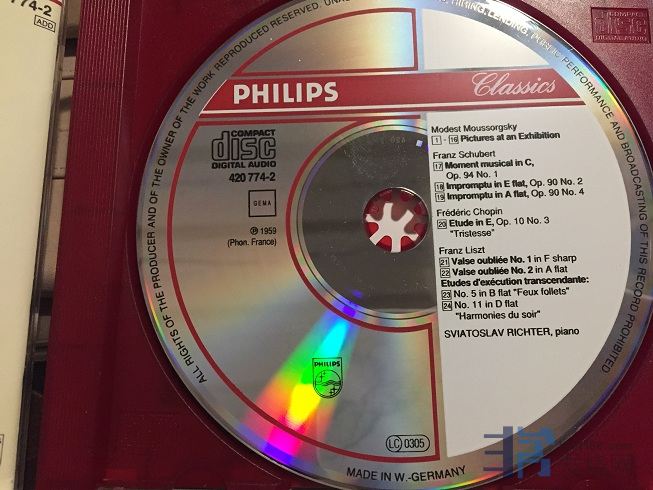 774-2
ADD
ALL RIGHTS OF THE PRODUCER AND OF THE OWNER OF THE WORK REPRODUCED RESERVED
HIRING, LENDING, PUBLIC PERFORMANCE AND BROADCASTING OF THIS RECORD PROHIBITED
COMPACT
disc
DIGITAL AUDIO
PHILIPS
Classics
COMPACT
disc
DIGITAL AUDIO
420 774-2
GEMA
℗ 1959
(Phon. France)
Modest Moussorgsky
1 - 16 Pictures at an Exhibition
Franz Schubert
17 Moment musical in C,
Op. 94 No. 1
18 Impromptu in E flat, Op. 90 No. 2
19 Impromptu in A flat, Op. 90 No. 4
Frédéric Chopin
20 Etude in E, Op. 10 No. 3
"Tristesse"
Franz Liszt
21 Valse oubliée No. 1 in F sharp
22 Valse oubliée No. 2 in A flat
Etudes d'exécution transcendante:
23 No. 5 in B flat "Feux follets"
24 No. 11 in D flat
"Harmonies du soir"
SVIATOSLAV RICHTER, piano
PHILIPS
LC 0305
MADE IN W.-GERMANY